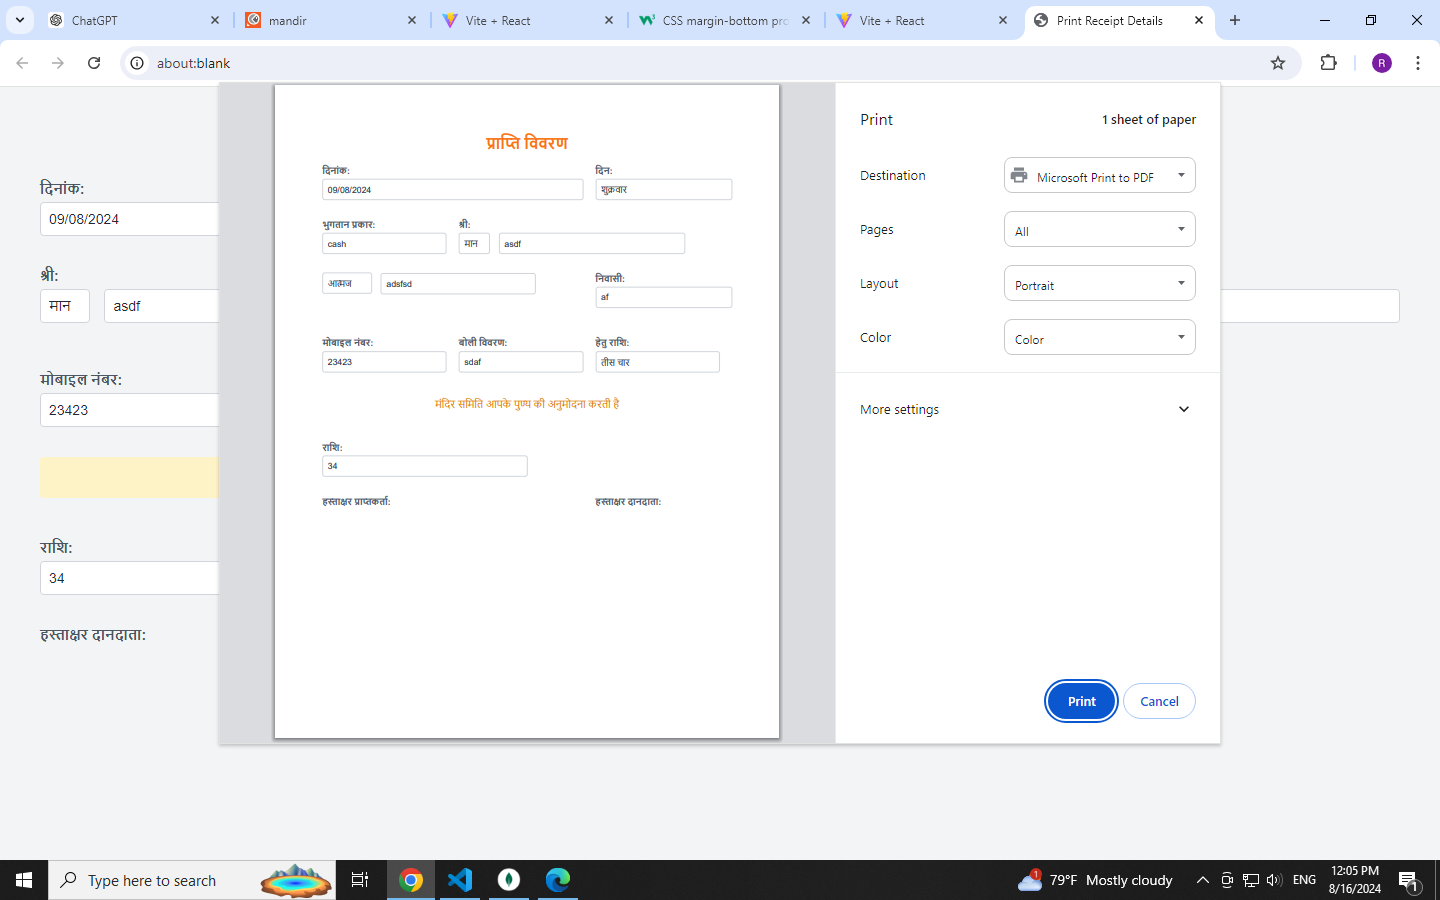 ChatGPT
mandir
Vite + React
CSS margin-bottom pro
Vite + React
Print Receipt Details
about:blank
R
दिनांक:
09/08/2024
श्री:
मान
asdf
मोबाइल नंबर:
23423
राशि:
34
हस्ताक्षर दानदाता:
प्राप्ति विवरण
दिनांक:
दिन:
09/08/2024
शुक्रवार
भुगतान प्रकार:
श्री:
cash
मान
asdf
आत्मज
adsfsd
निवासी:
af
मोबाइल नंबर:
बोली विवरण:
हेतु राशि:
23423
sdaf
तीस चार
मंदिर समिति आपके पुण्य की अनुमोदना करती है
राशि:
34
हस्ताक्षर प्राप्तकर्ता:
हस्ताक्षर दानदाता:
Print
1 sheet of paper
Destination
Microsoft Print to PDF
Pages
All
Layout
Portrait
Color
Color
More settings
Print
Cancel
Type here to search
1
79°F Mostly cloudy
ENG
12:05 PM
8/16/2024
1